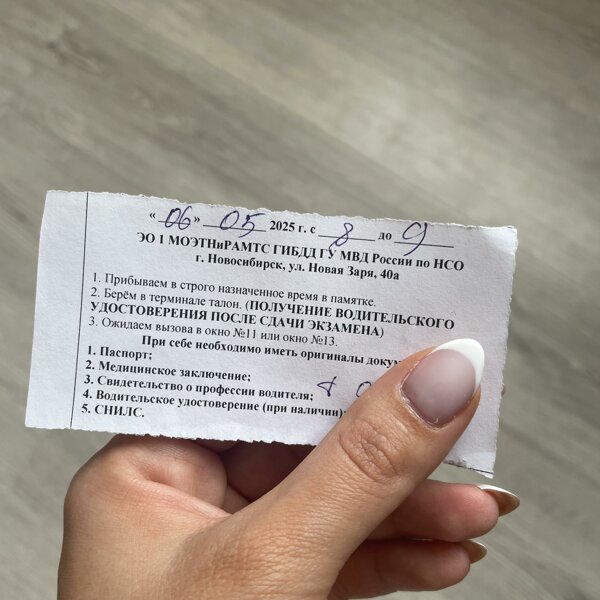 « 06 » 05 2025 г. с 8 до 9
ЭО 1 МОЭТНиРАМТС ГИБДД ГУ МВД России по НСО
г. Новосибирск, ул. Новая Заря, 40а
1. Прибываем в строго назначенное время в памятке.
2. Берём в терминале талон. (ПОЛУЧЕНИЕ ВОДИТЕЛЬСКОГО
УДОСТОВЕРЕНИЯ ПОСЛЕ СДАЧИ ЭКЗАМЕНА)
3. Ожидаем вызова в окно №11 или окно №13.
При себе необходимо иметь оригиналы
1. Паспорт;
2. Медицинское заключение;
3. Свидетельство о профессии водителя;
4. Водительское удостоверение (при наличии);
5. СНИЛС.